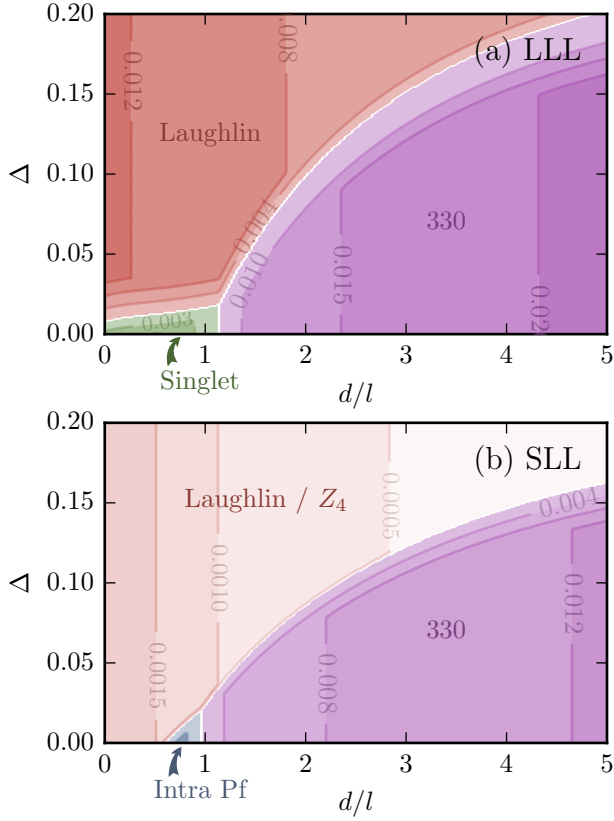 0.20
0.15
0.10
0.05
0.00
Δ
(a) LLL
Laughlin
330
0.012
0.008
0.004
0.010
0.015
0.02
0.003
0 1 2 3 4 5
Singlet
d/l
0.20
0.15
0.10
0.05
0.00
Δ
(b) SLL
Laughlin / Z₄
330
0.0005
0.004
0.0010
0.0015
0.008
0.012
0 1 2 3 4 5
Intra Pf
d/l